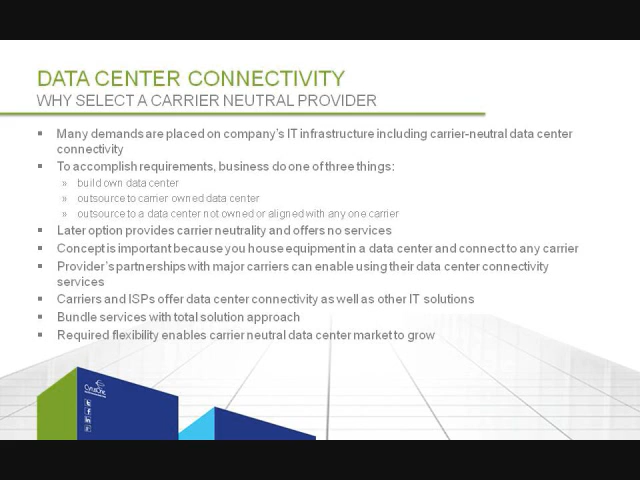 DATA CENTER CONNECTIVITY
WHY SELECT A CARRIER NEUTRAL PROVIDER
Many demands are placed on company's IT infrastructure including carrier-neutral data center
connectivity
To accomplish requirements, business do one of three things:
» build own data center
» outsource to carrier owned data center
» outsource to a data center not owned or aligned with any one carrier
Later option provides carrier neutrality and offers no services
Concept is important because you house equipment in a data center and connect to any carrier
Provider's partnerships with major carriers can enable using their data center connectivity
services
Carriers and ISPs offer data center connectivity as well as other IT solutions
Bundle services with total solution approach
Required flexibility enables carrier neutral data center market to grow
CyrusOne